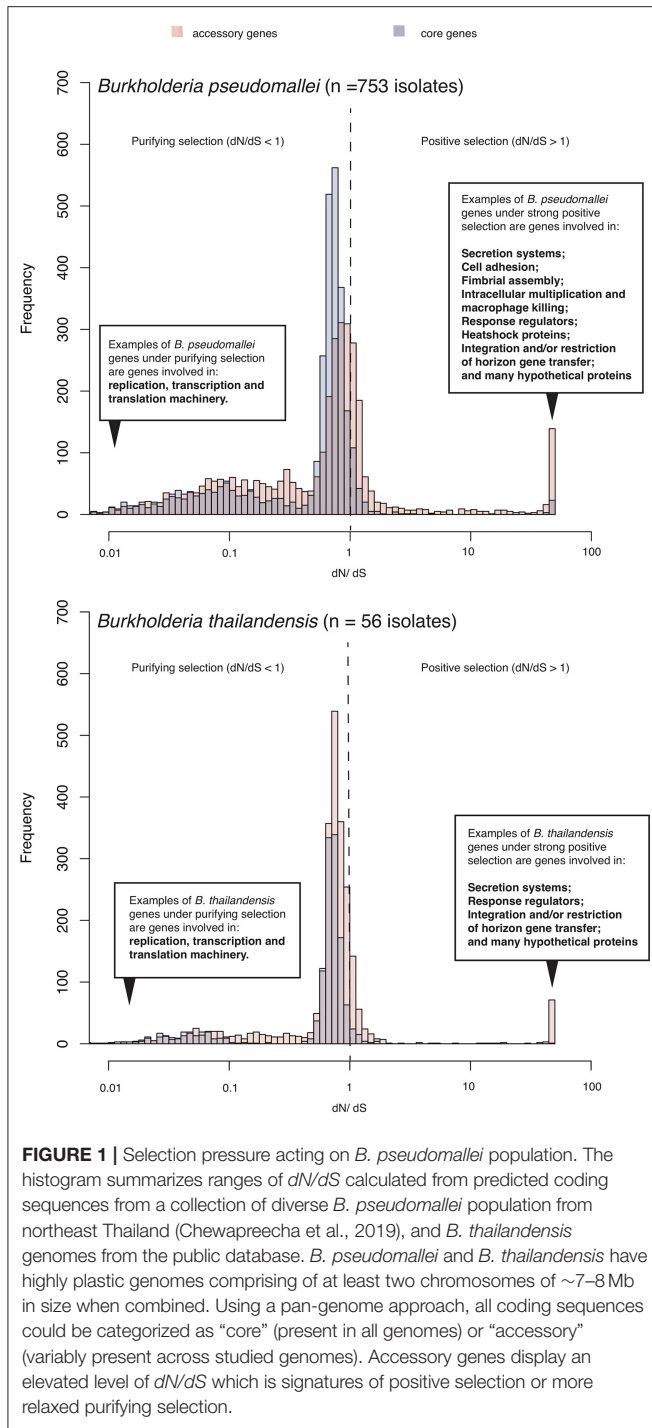 accessory genes core genes
Burkholderia pseudomallei (n =753 isolates)
700
600
500
400
300
200
100
0
Frequency
Purifying selection (dN/dS < 1)
Positive selection (dN/dS > 1)
Examples of B. pseudomallei
genes under purifying selection
are genes involved in:
replication, transcription and
translation machinery.
Examples of B. pseudomallei
genes under strong positive
selection are genes involved in:
Secretion systems;
Cell adhesion;
Fimbrial assembly;
Intracellular multiplication and
macrophage killing;
Response regulators;
Heatshock proteins;
Integration and/or restriction
of horizon gene transfer;
and many hypothetical proteins
0.01 0.1 1 10 100
dN/ dS
Burkholderia thailandensis (n = 56 isolates)
700
600
500
400
300
200
100
0
Frequency
Purifying selection (dN/dS < 1)
Positive selection (dN/dS > 1)
Examples of B. thailandensis
genes under purifying selection
are genes involved in:
replication, transcription and
translation machinery.
Examples of B. thailandensis
genes under strong positive
selection are genes involved in:
Secretion systems;
Response regulators;
Integration and/or restriction
of horizon gene transfer;
and many hypothetical proteins
0.01 0.1 1 10 100
dN/ dS
FIGURE 1 | Selection pressure acting on B. pseudomallei population. The
histogram summarizes ranges of dN/dS calculated from predicted coding
sequences from a collection of diverse B. pseudomallei population from
northeast Thailand (Chewapreecha et al., 2019), and B. thailandensis
genomes from the public database. B. pseudomallei and B. thailandensis have
highly plastic genomes comprising of at least two chromosomes of ∼7–8 Mb
in size when combined. Using a pan-genome approach, all coding sequences
could be categorized as “core” (present in all genomes) or “accessory”
(variably present across studied genomes). Accessory genes display an
elevated level of dN/dS which is signatures of positive selection or more
relaxed purifying selection.